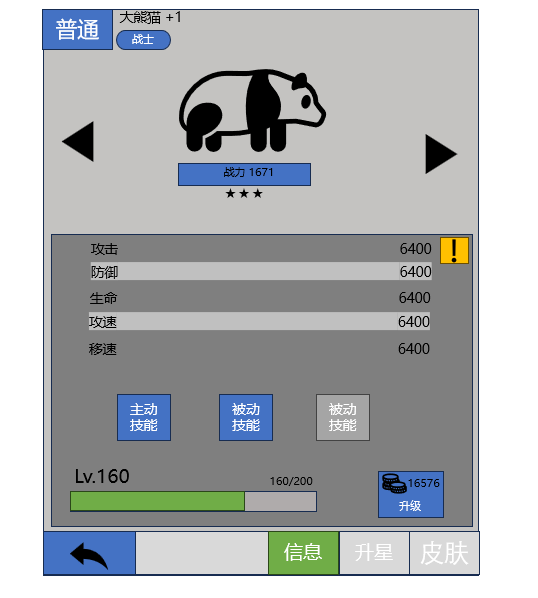 普通
大熊猫 +1
战士
战力 1671
★★★
攻击 6400
!
防御 6400
生命 6400
攻速 6400
移速 6400
主动
技能
被动
技能
被动
技能
Lv.160
160/200
16576
升级
信息
升星
皮肤